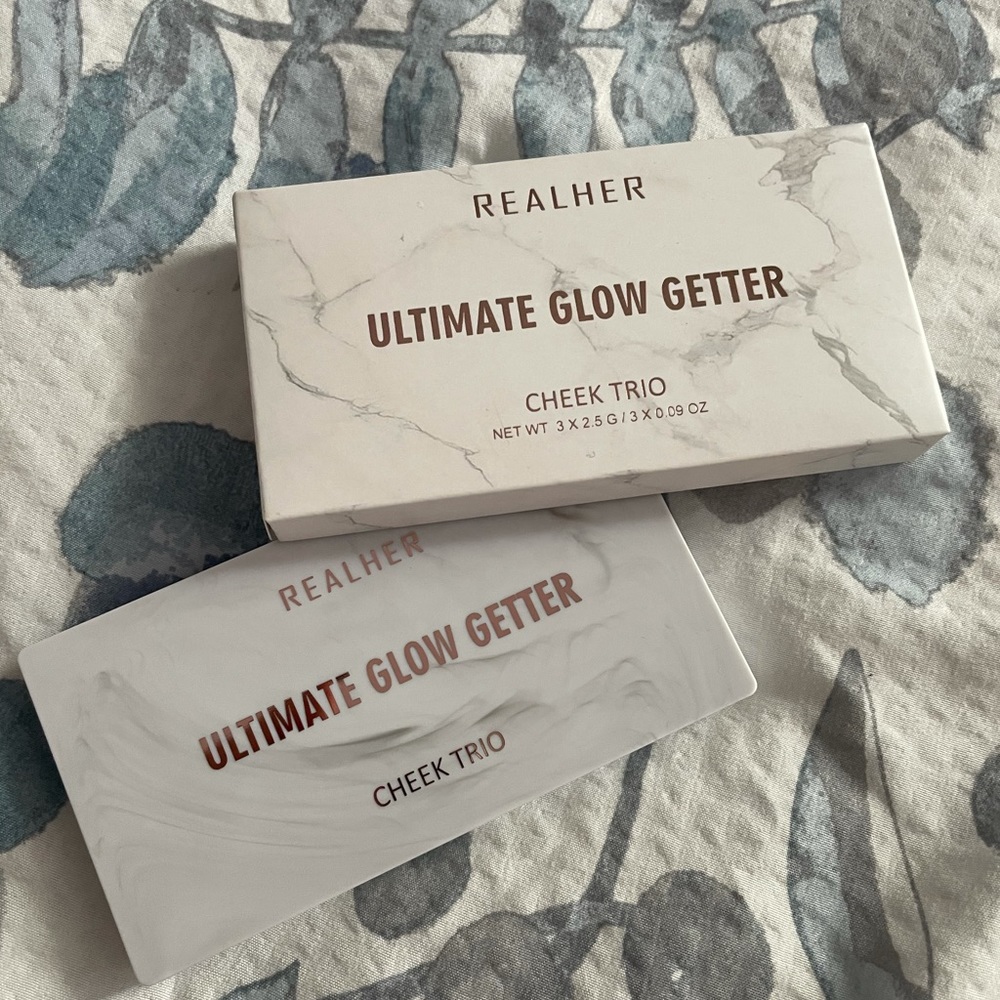 REALHER
ULTIMATE GLOW GETTER
CHEEK TRIO
NET WT 3 X 2.5 G / 3 X 0.09 OZ
REALHER
ULTIMATE GLOW GETTER
CHEEK TRIO